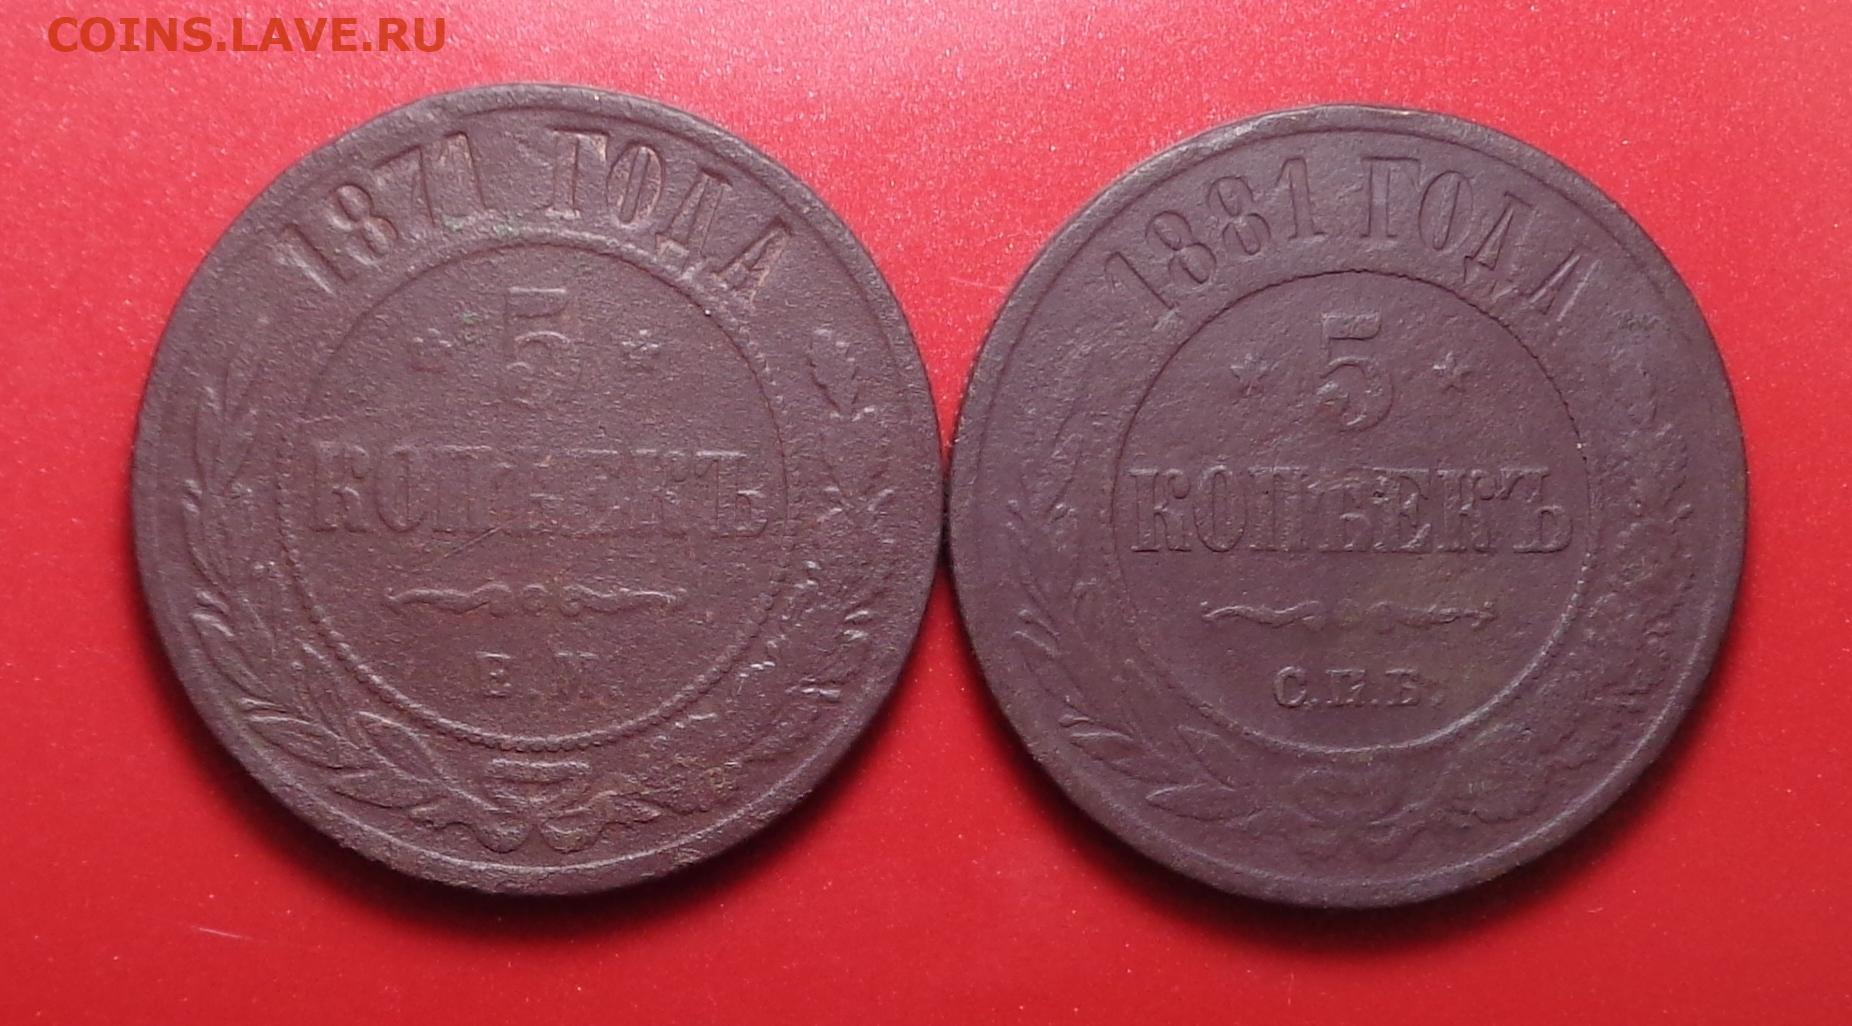 COINS.LAVE.RU
1871 ГОДА
5
КОПѢЕКЪ
Е.М.
1881 ГОДА
5
КОПѢЕКЪ
С.П.Б.